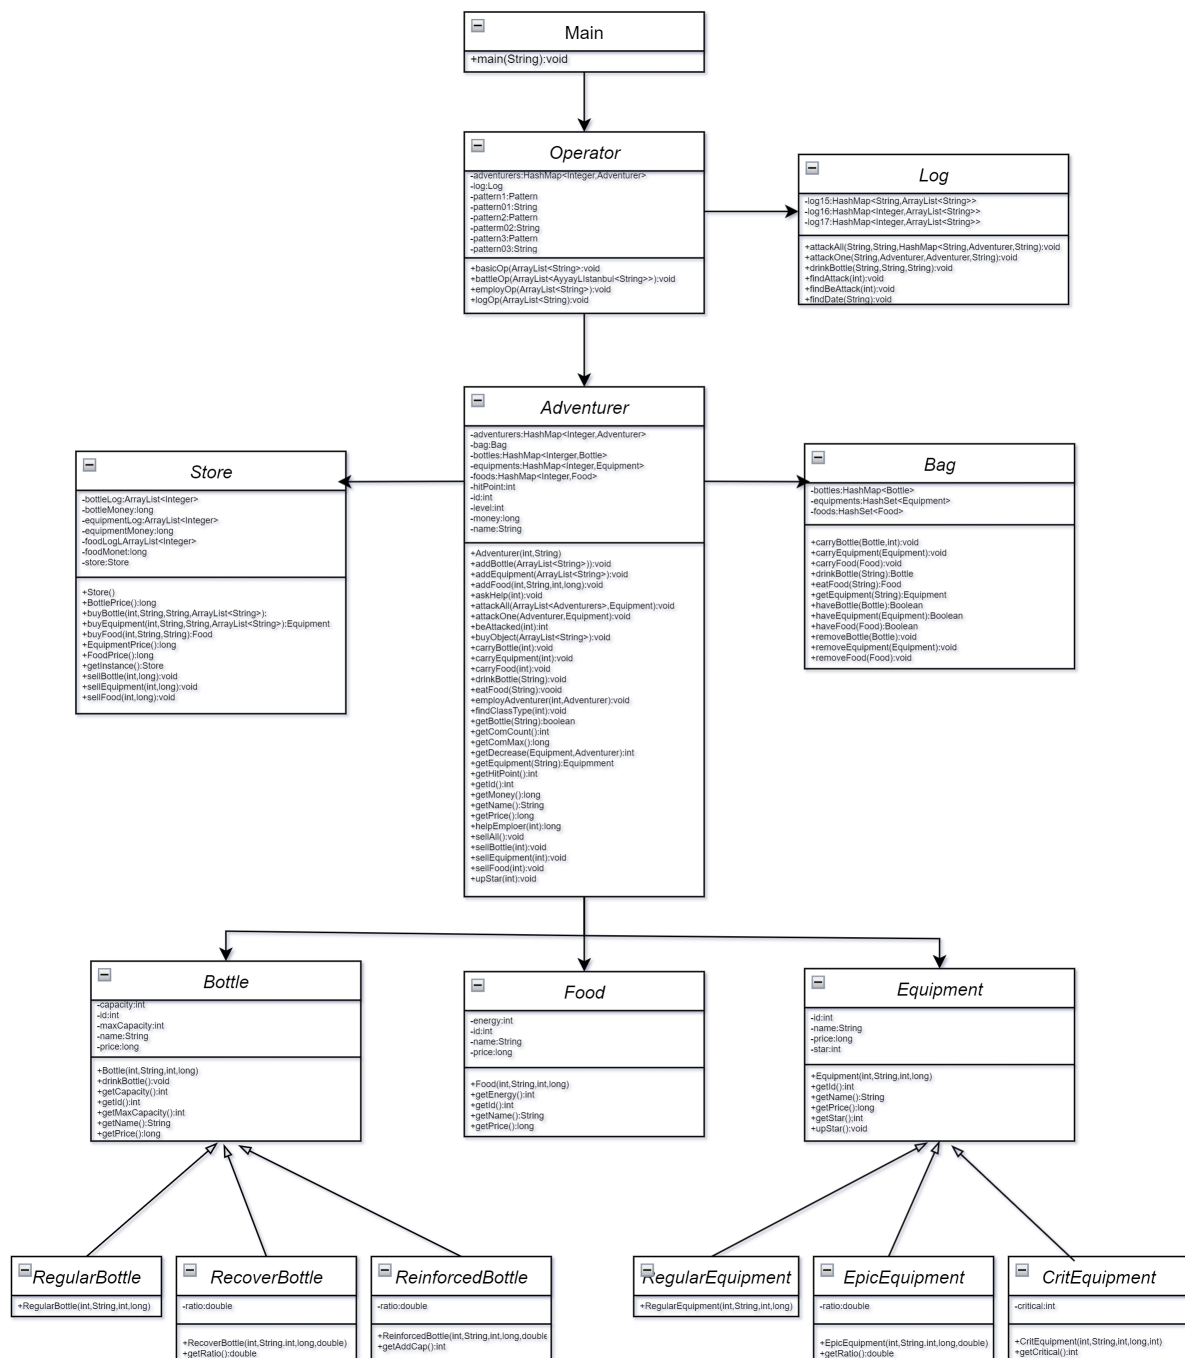 Main
+main(String):void
Operator
-adventurers:HashMap<Integer,Adventurer>
-log:Log
-pattern1:Pattern
-pattern01:String
-pattern2:Pattern
-patterm02:String
-pattern3:Pattern
-pattern03:String
+basicOp(ArrayList<String>:void
+battleOp(ArrayList<AyyayLIstanbul<String>>):void
+employOp(ArrayList<String>):void
+logOp(ArrayList<String):void
Log
-log15:HashMap<String,ArrayList<String>>
-log16:HashMap<Integer,ArrayList<String>>
-log17:HashMap<Integer,ArrayList<String>>
+attackAll(String,String,HashMap<String,Adventurer,String):void
+attackOne(String,Adventurer,Adventurer,String):void
+drinkBottle(String,String,String):void
+findAttack(int):void
+findBeAttack(int):void
+findDate(String):void
Adventurer
-adventurers:HashMap<Integer,Adventurer>
-bag:Bag
-bottles:HashMap<Interger,Bottle>
-equipments:HashMap<Integer,Equipment>
-foods:HashMap<Integer,Food>
-hitPoint:int
-id:int
-level:int
-money:long
-name:String
+Adventurer(int,String)
+addBottle(ArrayList<String>)):void
+addEquipment(ArrayList<String>):void
+addFood(int,String,int,long):void
+askHelp(int):void
+attackAll(ArrayList<Adventurers>,Equipment):void
+attackOne(Adventurer,Equipment):void
+beAttacked(int):int
+buyObject(ArrayList<String>):void
+carryBottle(int):void
+carryEquipment(int):void
+carryFood(int):void
+drinkBottle(String):void
+eatFood(String):vooid
+employAdventurer(int,Adventurer):void
+findClassType(int):void
+getBottle(String):boolean
+getComCount():int
+getComMax():long
+getDecrease(Equipment,Adventurer):int
+getEquipment(String):Equipmment
+getHitPoint():int
+getId():int
+getMoney():long
+getName():String
+getPrice():long
+helpEmploer(int):long
+sellAll():void
+sellBottle(int):void
+sellEquipment(int):void
+sellFood(int):void
+upStar(int):void
Store
-bottleLog:ArrayList<Integer>
-bottleMoney:long
-equipmentLog:ArrayList<Integer>
-equipmentMoney:long
-foodLogLArrayList<Integer>
-foodMonet:long
-store:Store
+Store()
+BottlePrice():long
+buyBottle(int,String,String,ArrayList<String>):
+buyEquipment(int,String,String,ArrayList<String>):Equipment
+buyFood(int,String,String):Food
+EquipmentPrice():long
+FoodPrice():long
+getInstance():Store
+sellBottle(int,long):void
+sellEquipment(int,long):void
+sellFood(int,long):void
Bag
-bottles:HashMap<Bottle>
-equipments:HashSet<Equipment>
-foods:HashSet<Food>
+carryBottle(Bottle,int):void
+carryEquipment(Equipment):void
+carryFood(Food):void
+drinkBottle(String):Bottle
+eatFood(String):Food
+getEquipment(String):Equipment
+haveBottle(Bottle):Boolean
+haveEquipment(Equipment):Boolean
+haveFood(Food):Boolean
+removeBottle(Bottle):void
+removeEquipment(Equipment):void
+removeFood(Food):void
Bottle
-capacity:int
-id:int
-maxCapacity:int
-name:String
-price:long
+Bottle(int,String,int,long)
+drinkBottle():void
+getCapacity():int
+getId():int
+getMaxCapacity():int
+getName():String
+getPrice():long
Food
-energy:int
-id:int
-name:String
-price:long
+Food(int,String,int,long)
+getEnergy():int
+getId():int
+getName():String
+getPrice():long
Equipment
-id:int
-name:String
-price:long
-star:int
+Equipment(int,String,int,long)
+getId():int
+getName():String
+getPrice():long
+getStar():int
+upStar():void
RegularBottle
+RegularBottle(int,String,int,long)
RecoverBottle
-ratio:double
+RecoverBottle(int,String.int,long,double)
+getRatio():double
ReinforcedBottle
-ratio:double
+ReinforcedBottle(int,String,int,long,double
+getAddCap():int
RegularEquipment
+RegularEquipment(int,String,int,long)
EpicEquipment
-ratio:double
+EpicEquipment(int,String.int,long,double)
+getRatio():double
CritEquipment
-critical:int
+CritEquipment(int,String,int,long,int)
+getCritical():int